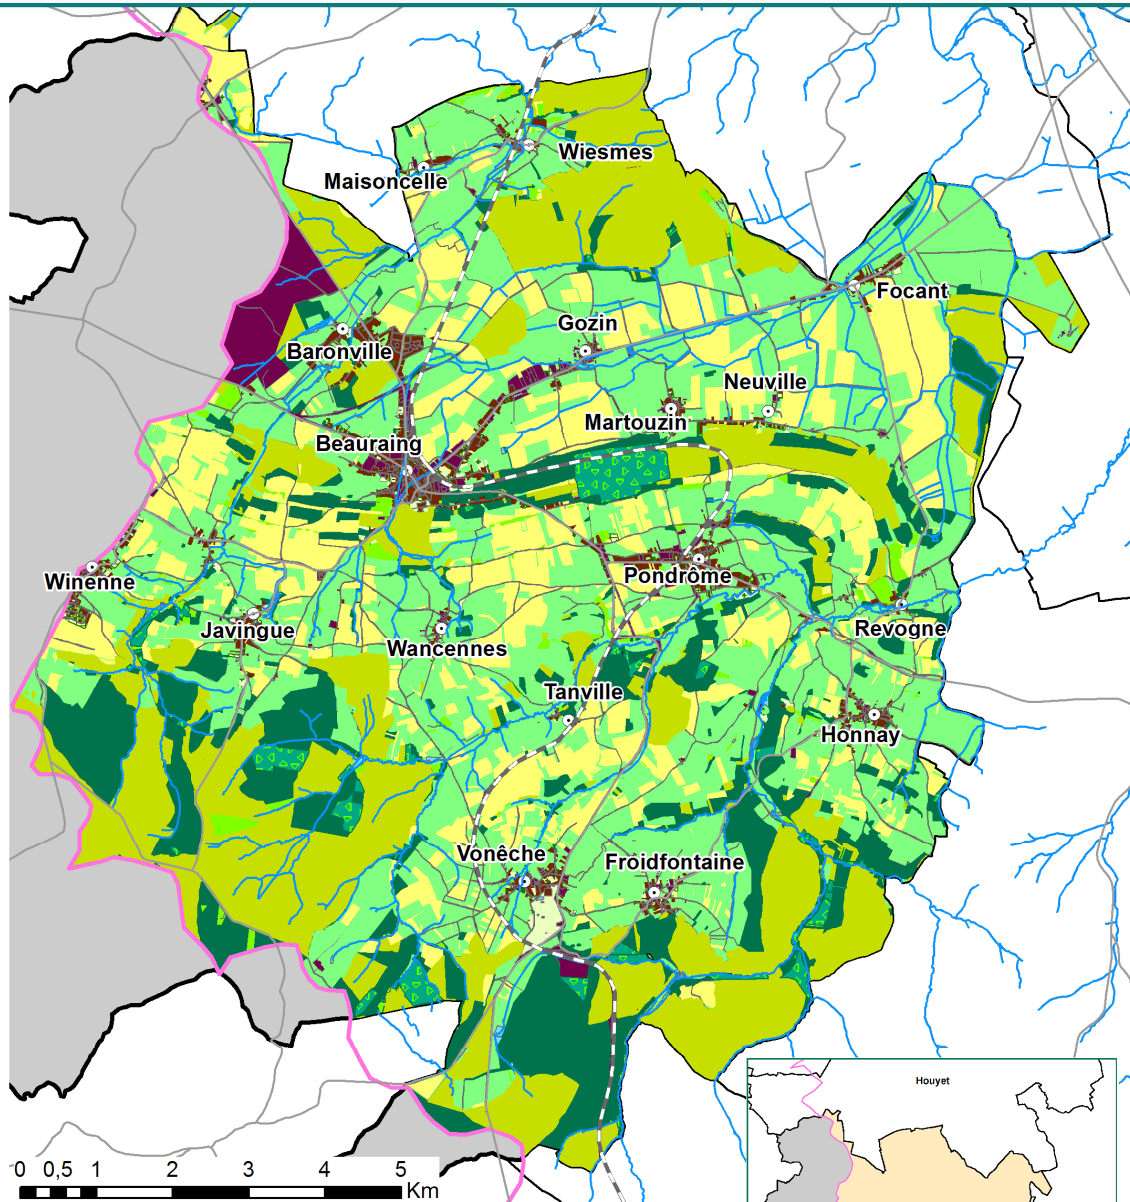 Wiesmes
Maisoncelle
Focant
Gozin
Baronville
Neuville
Martouzin
Beauraing
Pondrôme
Winenne
Javingue
Revogne
Wancennes
Tanville
Honnay
Vonêche
Froidfontaine
Houyet
0 0,5 1 2 3 4 5
Km